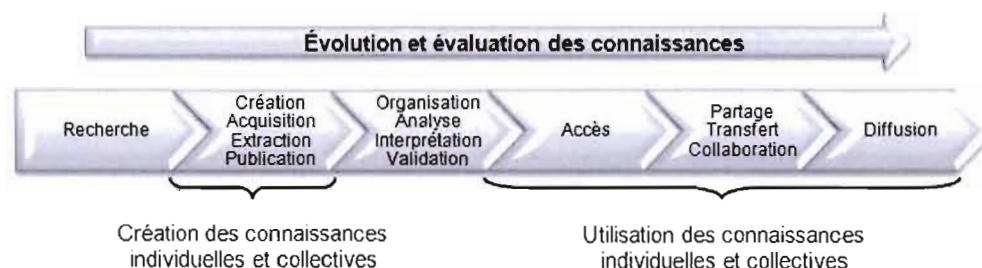 Évolution et évaluation des connaissances
Recherche
Création
Acquisition
Extraction
Publication
Organisation
Analyse
Interprétation
Validation
Accès
Partage
Transfert
Collaboration
Diffusion
Création des connaissances
individuelles et collectives
Utilisation des connaissances
individuelles et collectives